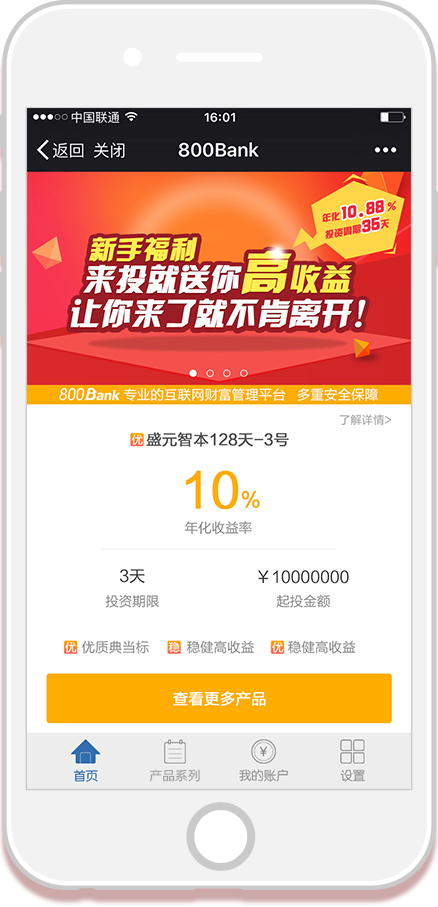 中国联通
16:01
返回 关闭
800Bank
年化10.88%
投资周期35天
新手福利
来投就送你高收益
让你来了就不肯离开!
800Bank 专业的互联网财富管理平台 多重安全保障
了解详情>
优 盛元智本128天-3号
10%
年化收益率
3天
¥10000000
投资期限
起投金额
优 优质典当标
稳 稳健高收益
优 稳健高收益
查看更多产品
首页
产品系列
¥
我的账户
设置